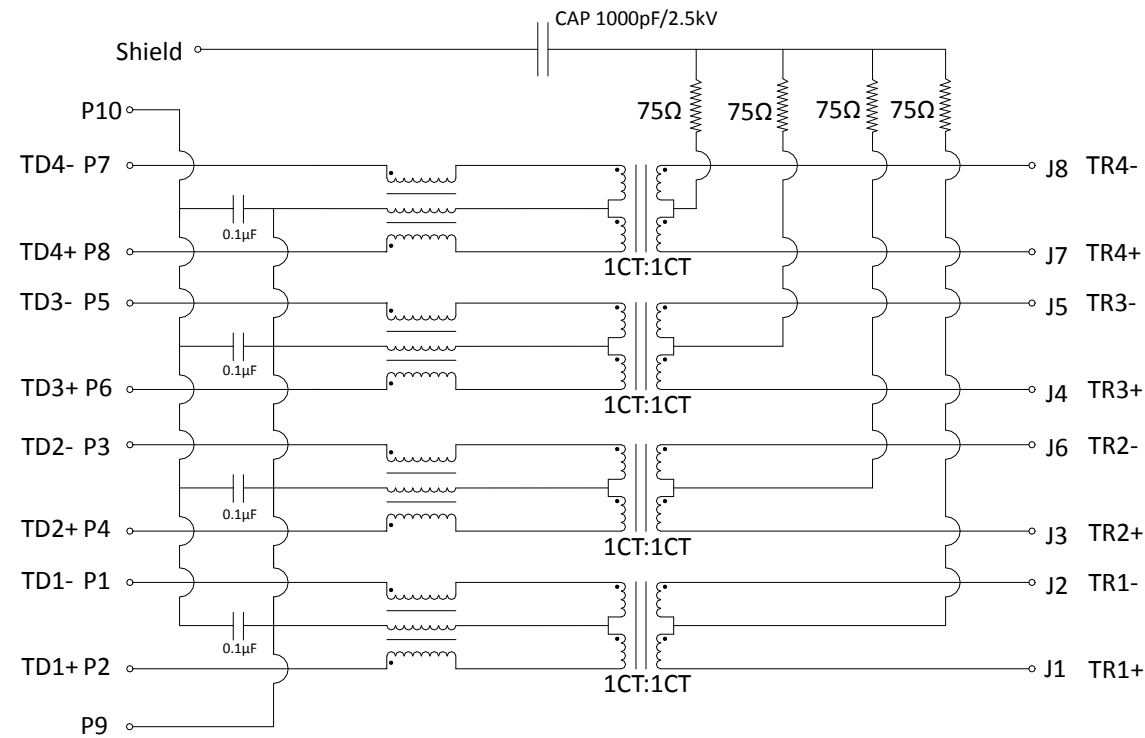 CAP 1000pF/2.5kV
Shield
P10
75Ω 75Ω 75Ω 75Ω
TD4- P7 J8 TR4-
0.1µF
TD4+ P8 J7 TR4+
1CT:1CT
TD3- P5 J5 TR3-
0.1µF
TD3+ P6 J4 TR3+
1CT:1CT
TD2- P3 J6 TR2-
0.1µF
TD2+ P4 J3 TR2+
1CT:1CT
TD1- P1 J2 TR1-
0.1µF
TD1+ P2 J1 TR1+
1CT:1CT
P9